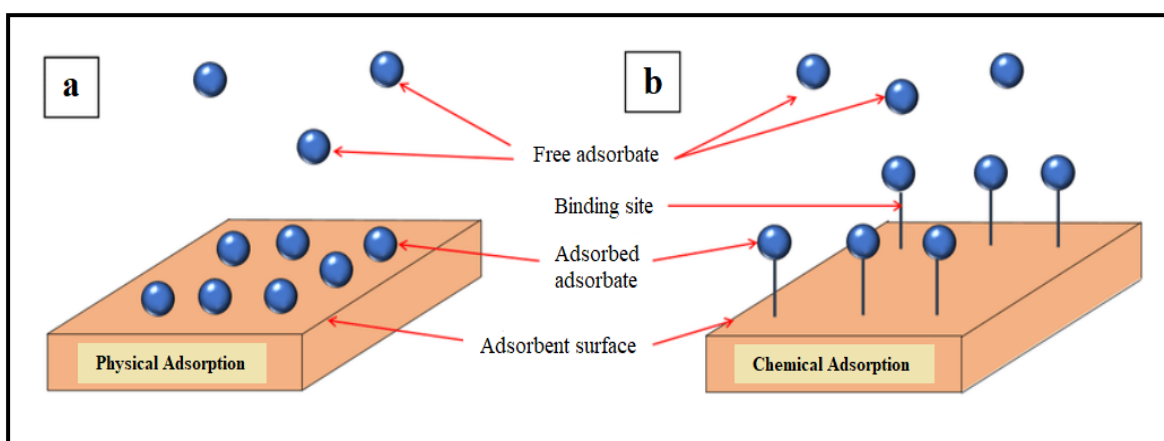 a
b
Free adsorbate
Binding site
Adsorbed
adsorbate
Adsorbent surface
Physical Adsorption
Chemical Adsorption